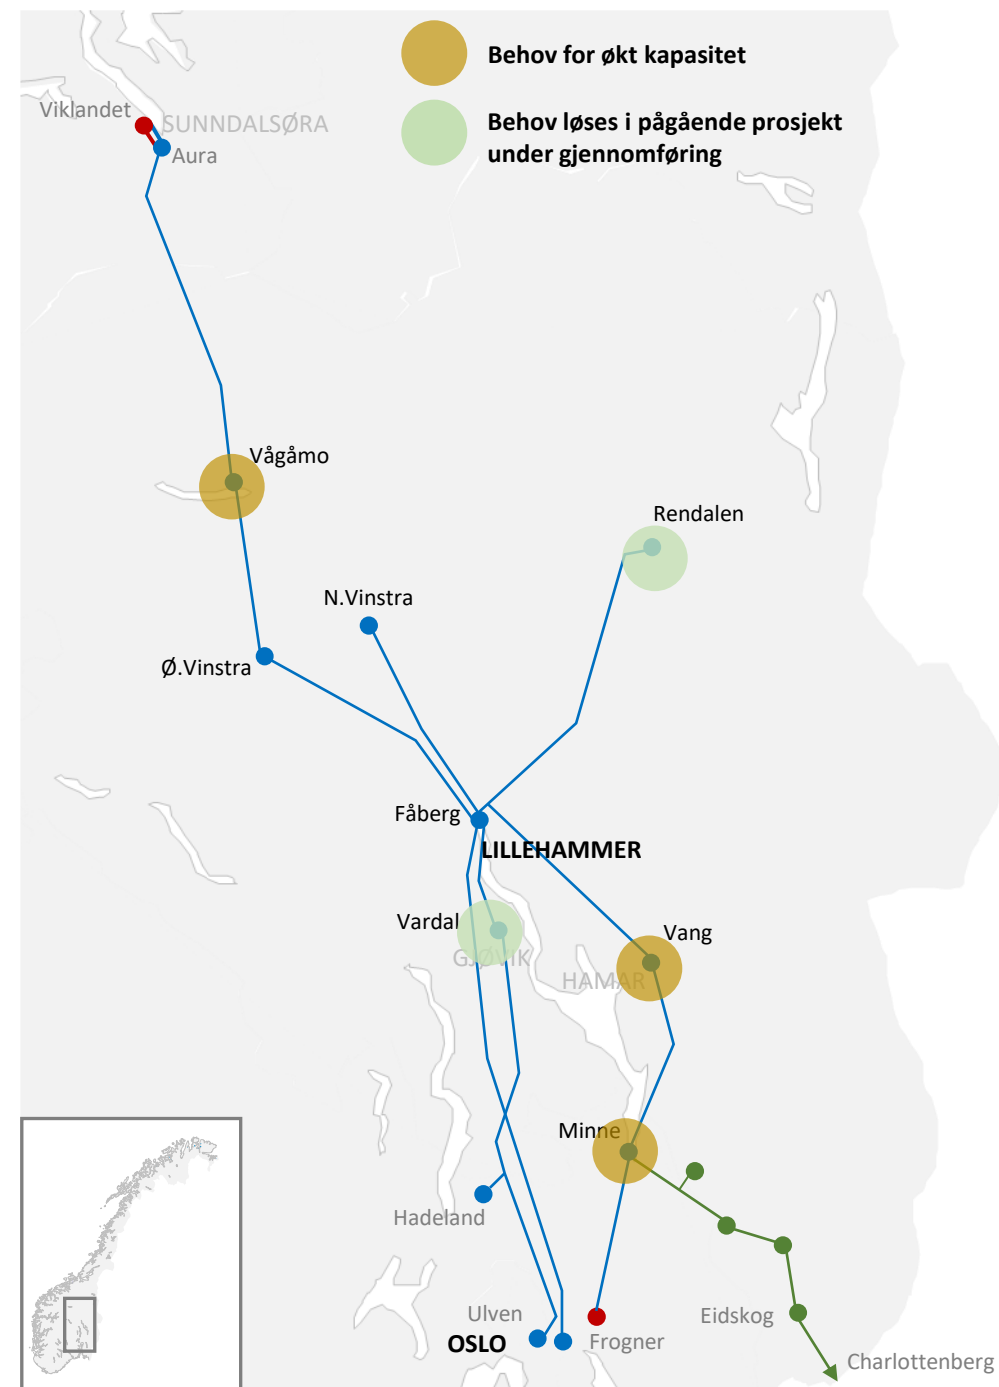 Behov for økt kapasitet
Behov løses i pågående prosjekt
under gjennomføring
Viklandet
SUNNDALSØRA
Aura
Vågåmo
Rendalen
N.Vinstra
Ø.Vinstra
Fåberg
LILLEHAMMER
Vardal
GJØVIK
Vang
HAMAR
Minne
Hadeland
Ulven
OSLO
Frogner
Eidskog
Charlottenberg